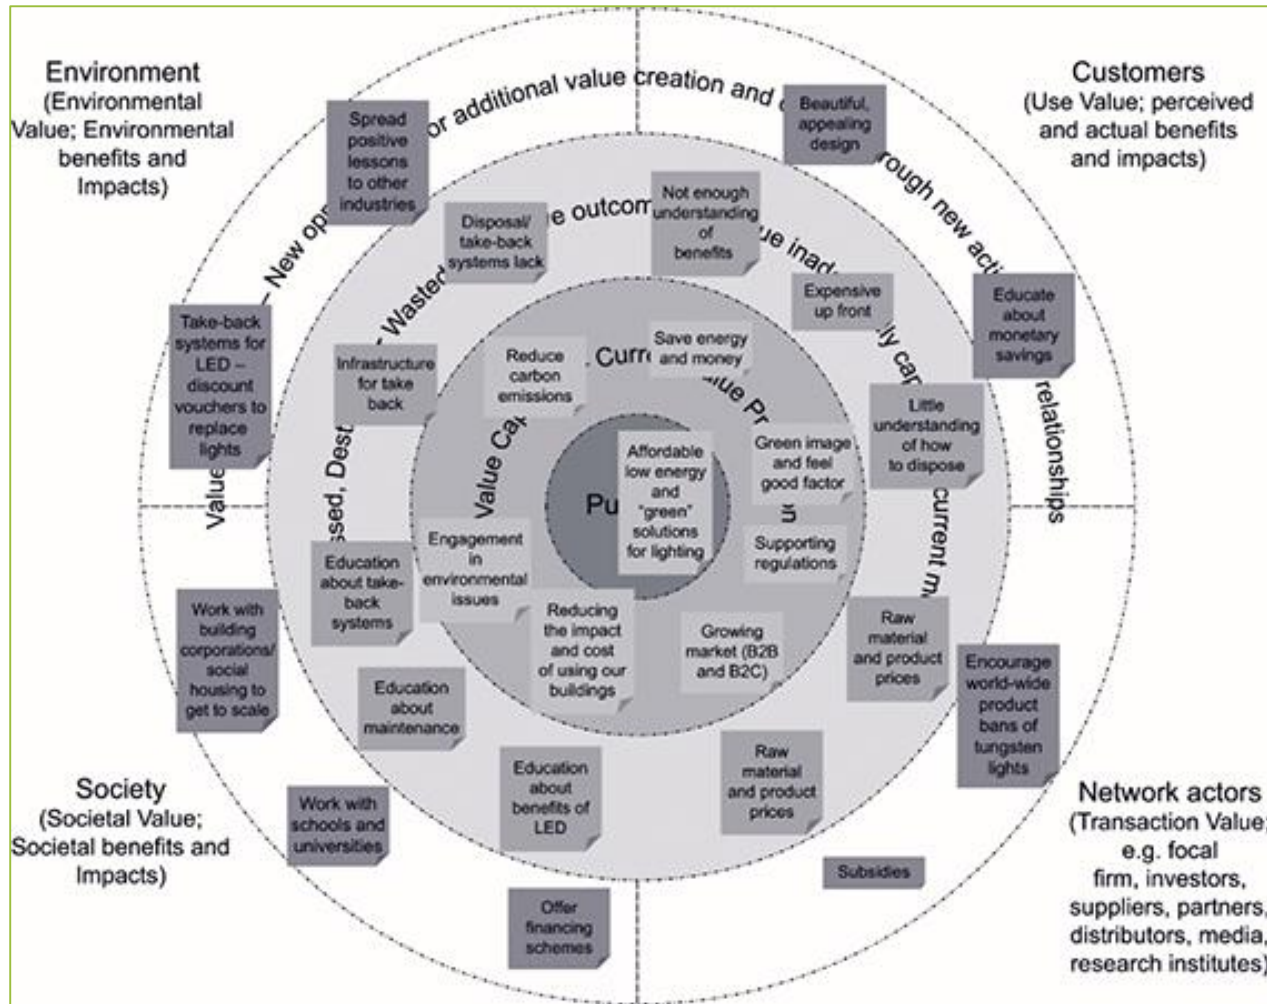 Environment
(Environmental
Value; Environmental
benefits and
Impacts)
Customers
(Use Value; perceived
and actual benefits
and impacts)
Society
(Societal Value;
Societal benefits and
Impacts)
Network actors
(Transaction Value;
e.g. focal
firm, investors,
suppliers, partners,
distributors, media,
research institutes)
Value – New opp or additional value creation and c rough new acti relationships
ssed, Dest - Wasted ve outcom ue inad ly cap current m
Value Cap Curre alue Pr
Pu
Spread
positive
lessons
to other
industries
Beautiful,
appealing
design
Disposal/
take-back
systems lack
Not enough
understanding
of
benefits
Expensive
up front
Educate
about
monetary
savings
Take-back
systems for
LED –
discount
vouchers to
replace
lights
Infrastructure
for take
back
Reduce
carbon
emissions
Save energy
and money
Little
understanding
of how
to dispose
Affordable
low energy
and
"green"
solutions
for lighting
Green image
and feel
good factor
Engagement
in
environmental
issues
Supporting
regulations
Education
about take-
back
systems
Work with
building
corporations/
social
housing to
get to scale
Reducing
the impact
and cost
of using our
buildings
Growing
market (B2B
and B2C)
Raw
material
and product
prices
Encourage
world-wide
product
bans of
tungsten
lights
Education
about
maintenance
Education
about
benefits of
LED
Raw
material
and product
prices
Work with
schools and
universities
Subsidies
Offer
financing
schemes